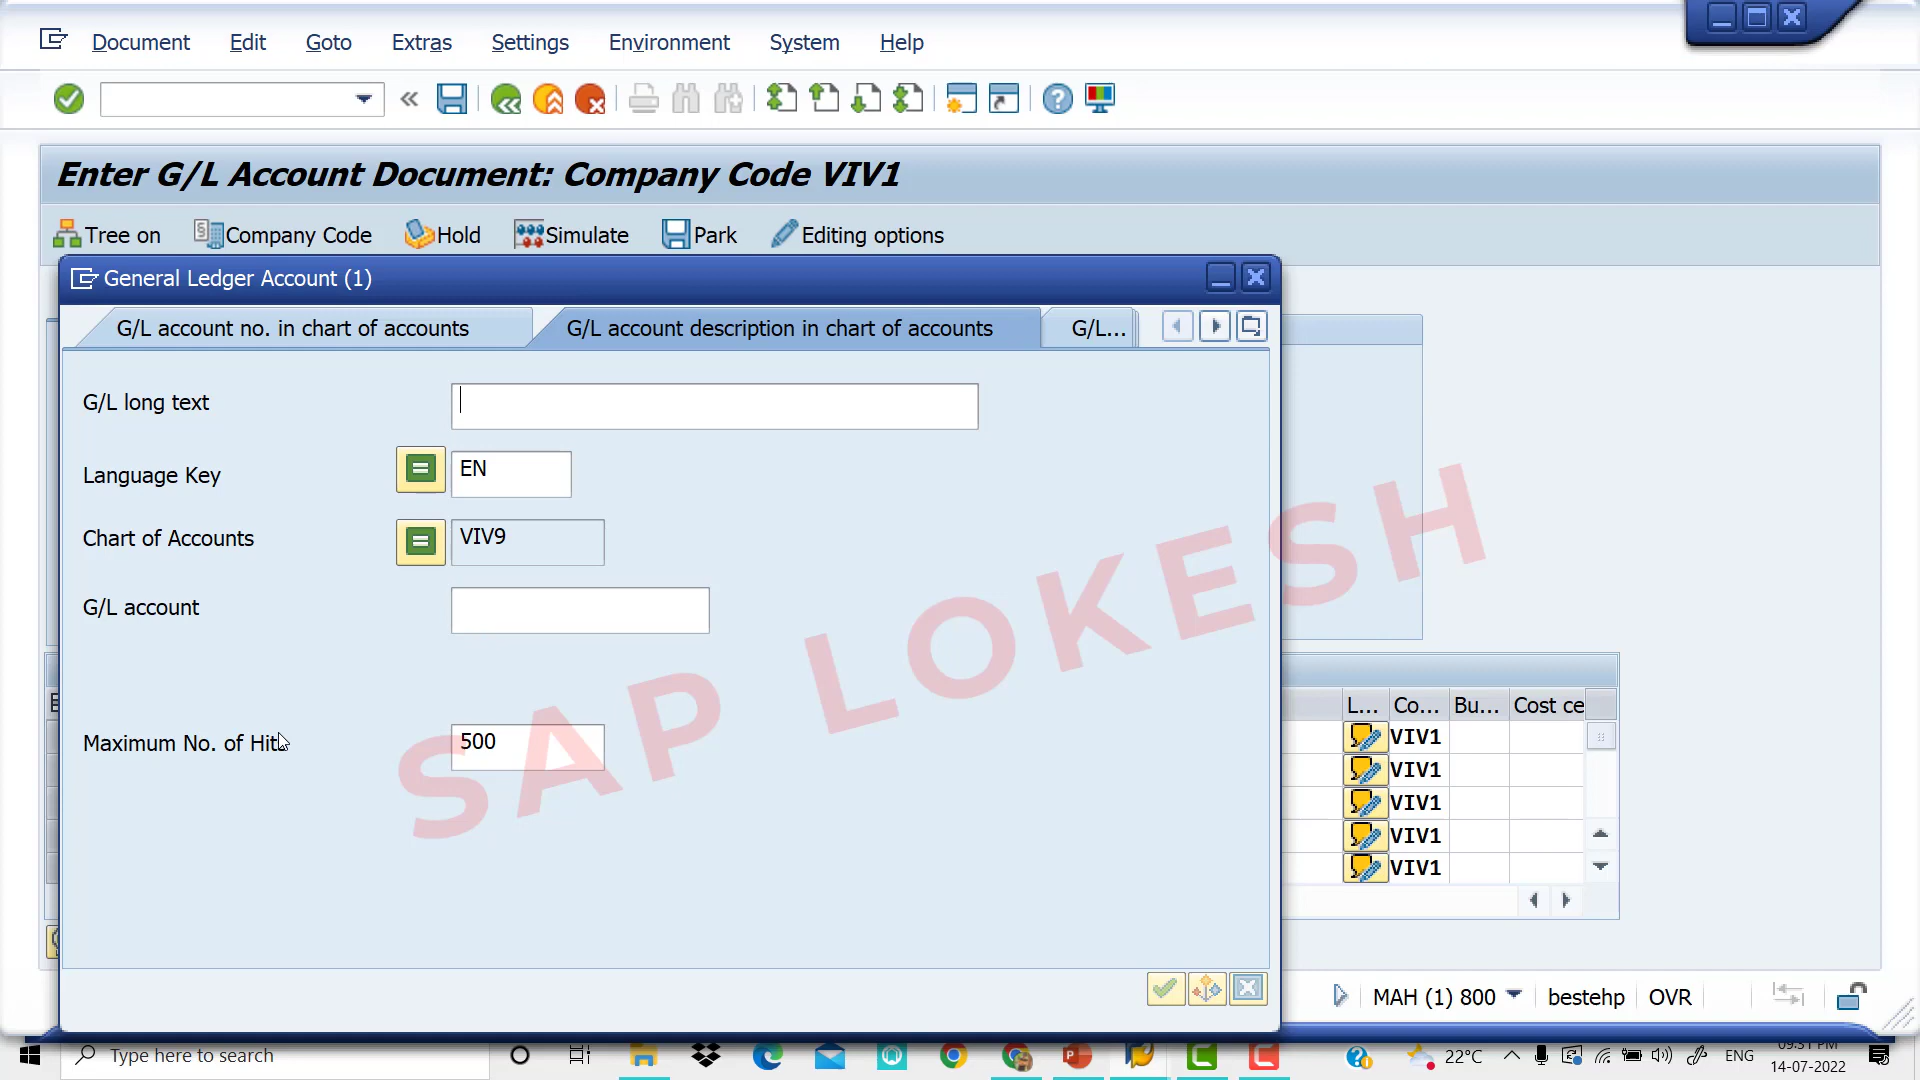 Document Edit Goto Extras Settings Environment System Help
Enter G/L Account Document: Company Code VIV1
Tree on Company Code Hold Simulate Park Editing options
General Ledger Account (1)
G/L account no. in chart of accounts G/L account description in chart of accounts G/L...
G/L long text
Language Key EN
Chart of Accounts VIV9
G/L account
Maximum No. of Hits 500
SAP LOKESH
L... Co... Bu... Cost ce
VIV1
VIV1
VIV1
VIV1
VIV1
MAH (1) 800 bestehp OVR
Type here to search
22°C ENG
09:31 PM
14-07-2022